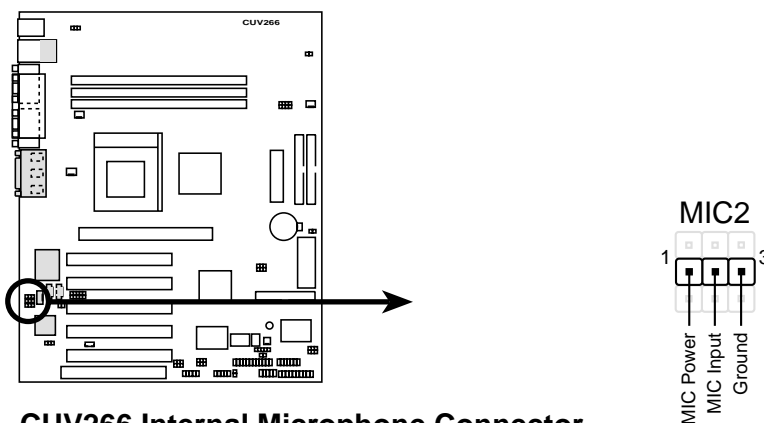 CUV266
MIC2
1
3
MIC Power
MIC Input
Ground
CUV266 Internal Microphone Connector